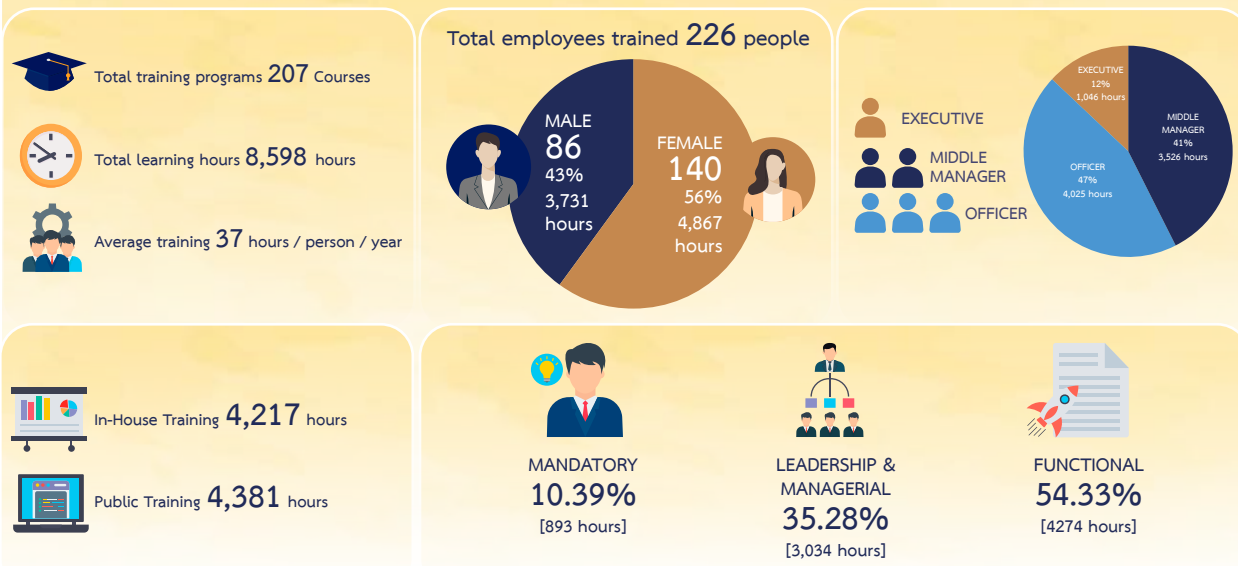 Total training programs 207 Courses
Total learning hours 8,598 hours
Average training 37 hours / person / year
Total employees trained 226 people
MALE
86
43%
3,731
hours
FEMALE
140
56%
4,867
hours
EXECUTIVE
MIDDLE
MANAGER
OFFICER
EXECUTIVE
12%
1,046 hours
MIDDLE
MANAGER
41%
3,526 hours
OFFICER
47%
4,025 hours
In-House Training 4,217 hours
Public Training 4,381 hours
MANDATORY
10.39%
[893 hours]
LEADERSHIP &
MANAGERIAL
35.28%
[3,034 hours]
FUNCTIONAL
54.33%
[4274 hours]